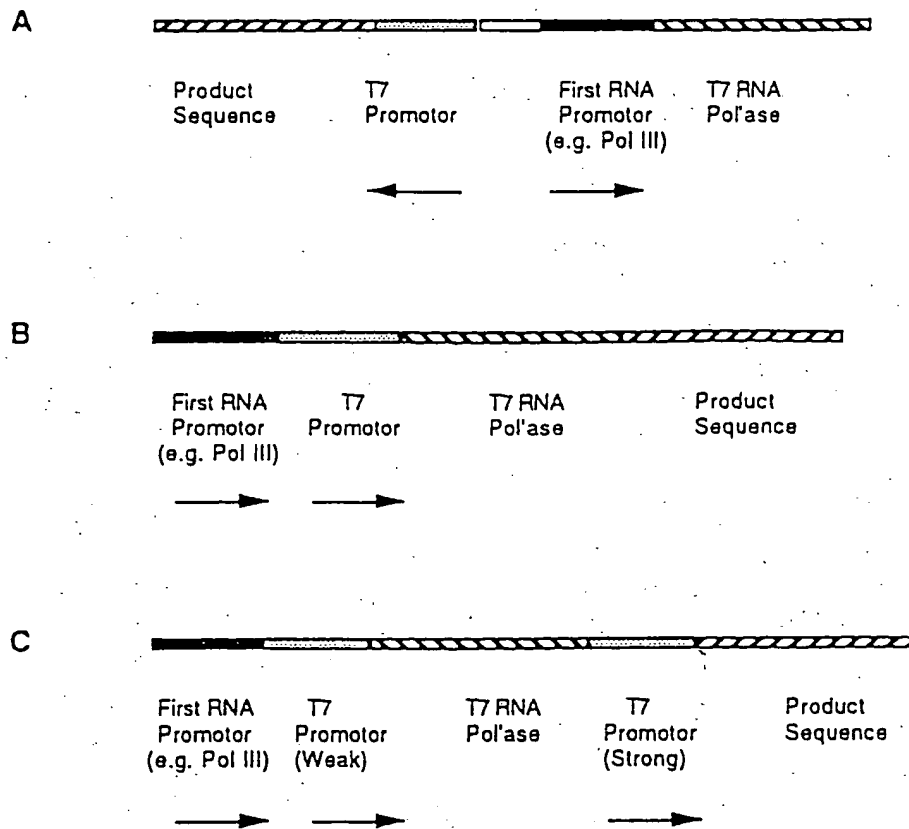 A
Product
Sequence
T7
Promotor
First RNA
Promotor
(e.g. Pol III)
T7 RNA
Pol'ase
B
First RNA
Promotor
(e.g. Pol III)
T7
Promotor
T7 RNA
Pol'ase
Product
Sequence
C
First RNA
Promotor
(e.g. Pol III)
T7
Promotor
(Weak)
T7 RNA
Pol'ase
T7
Promotor
(Strong)
Product
Sequence